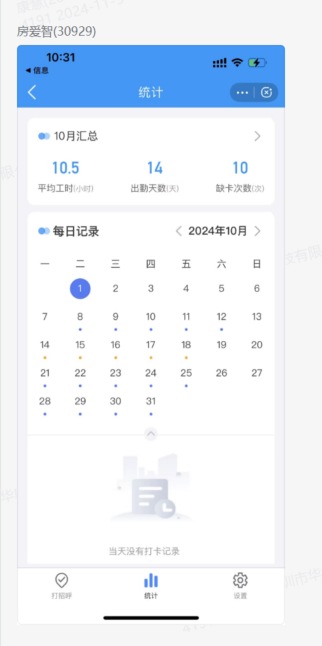 房爱智(30929)
10:31
◀ 信息
统计
10月汇总
10.5 14 10
平均工时(小时) 出勤天数(天) 缺卡次数(次)
每日记录 2024年10月
一 二 三 四 五 六 日
1 2 3 4 5 6
7 8 9 10 11 12 13
14 15 16 17 18 19 20
21 22 23 24 25 26 27
28 29 30 31
当天没有打卡记录
打招呼 统计 设置